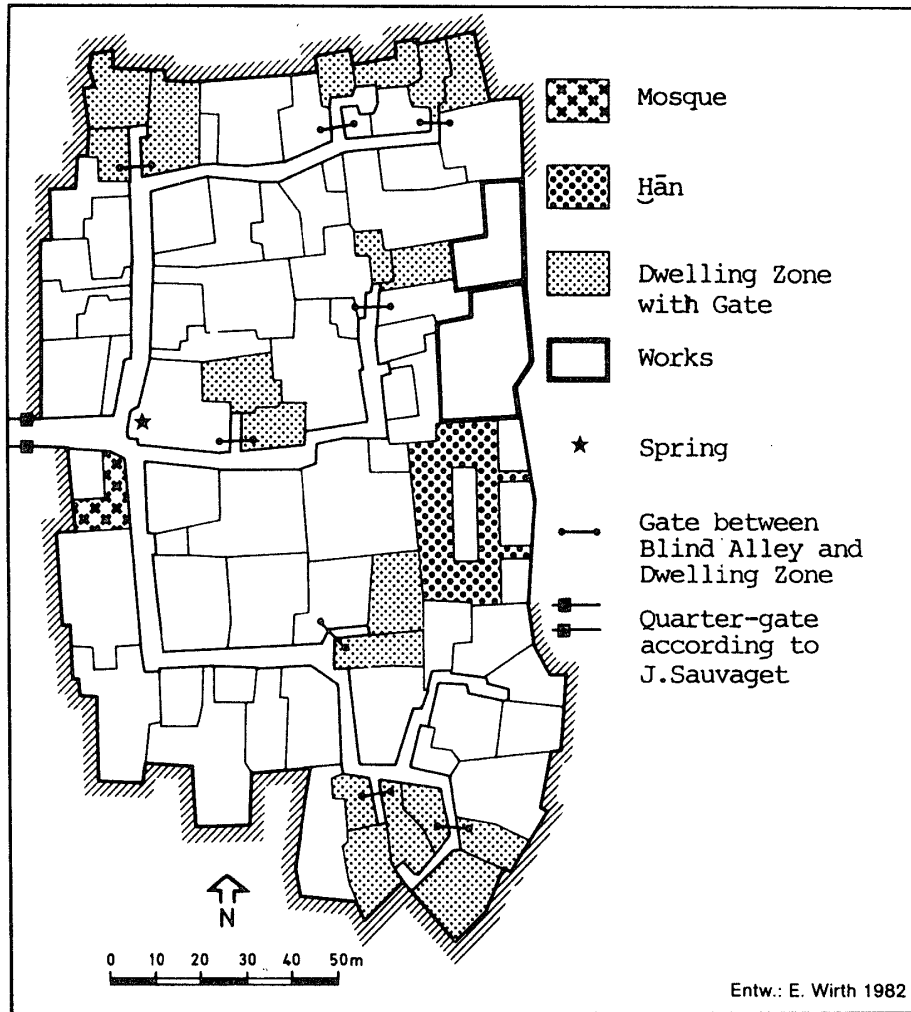 Mosque
Ḫān
Dwelling Zone
with Gate
Works
Spring
Gate between
Blind Alley and
Dwelling Zone
Quarter-gate
according to
J.Sauvaget
N
0 10 20 30 40 50m
Entw.: E. Wirth 1982